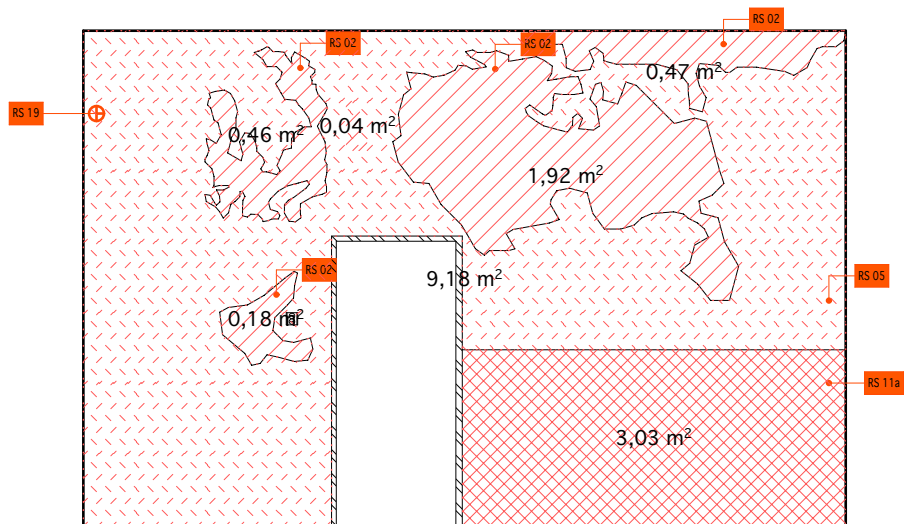 RS 02
RS 02
RS 02
0,47 m²
RS 19
0,46 m²
0,04 m²
1,92 m²
RS 02
9,18 m²
RS 05
0,18 m²
RS 11a
3,03 m²